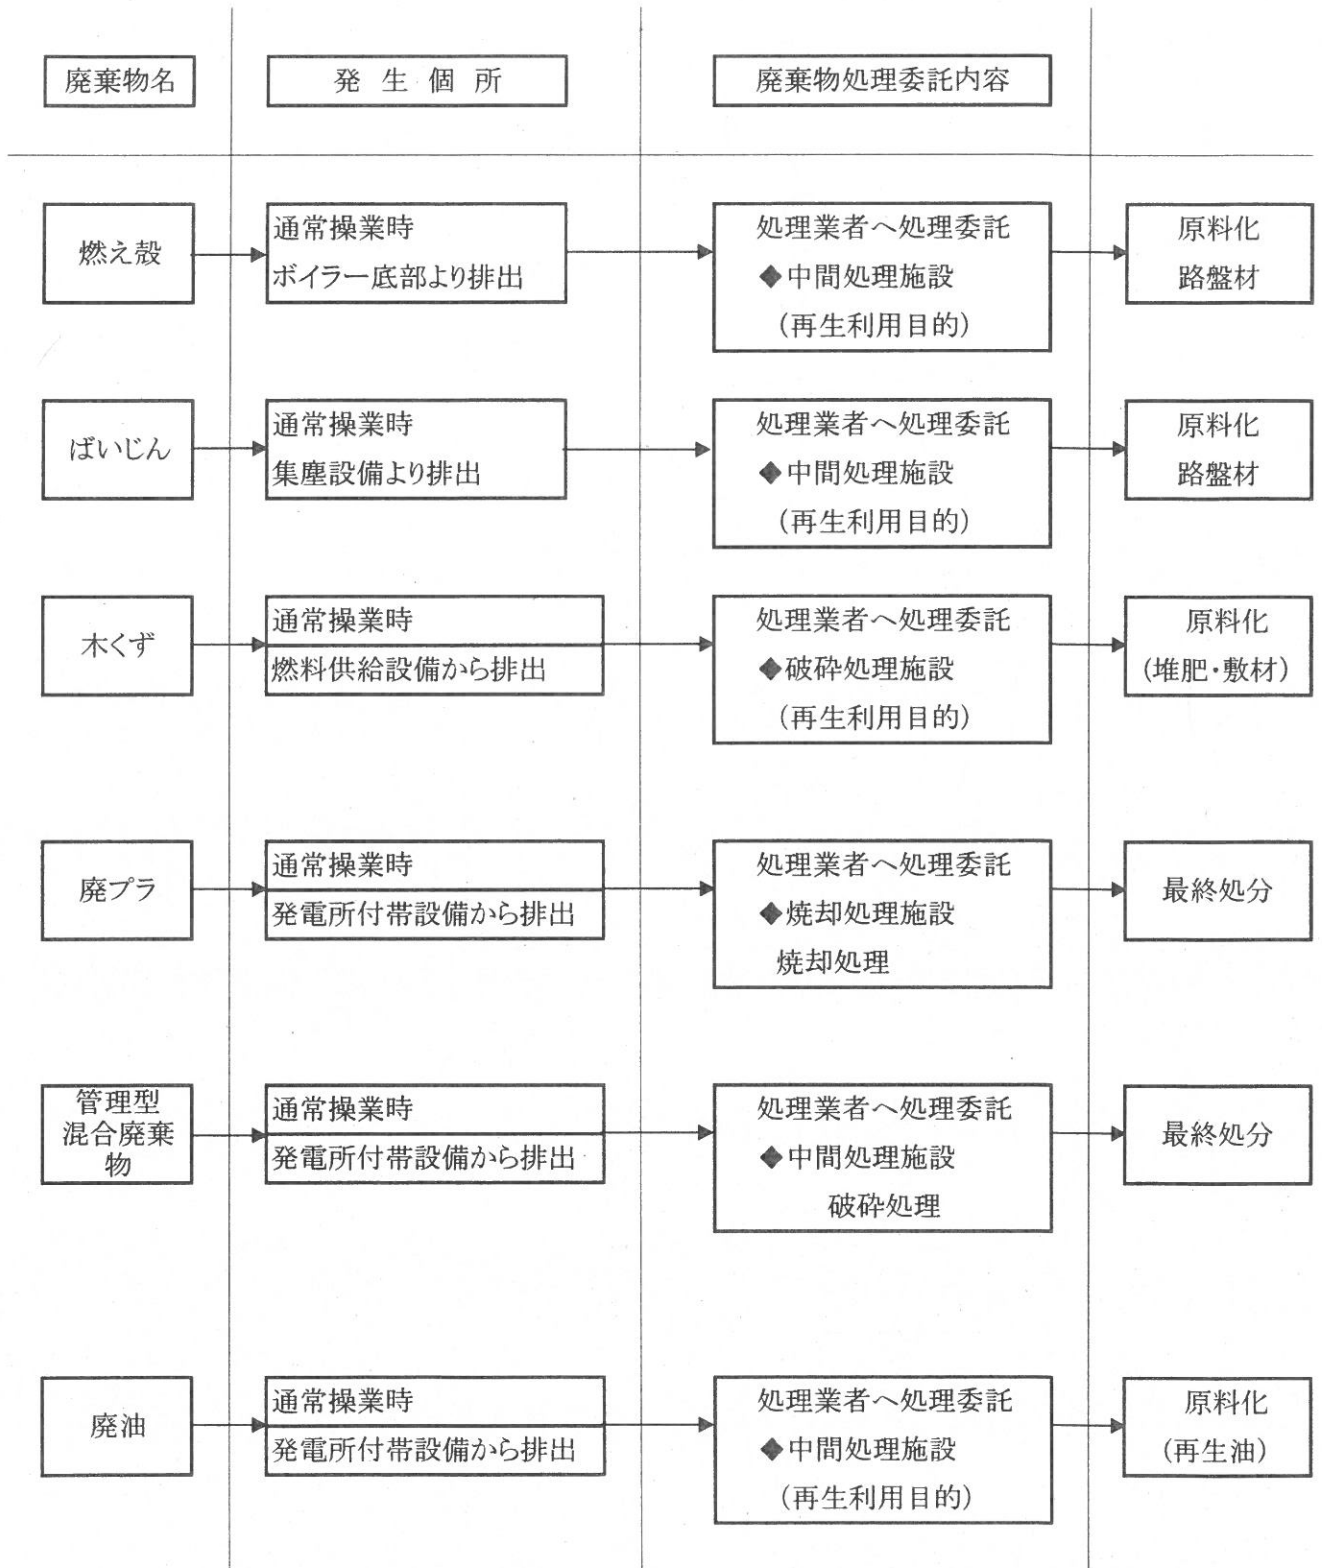 廃棄物名
発生個所
廃棄物処理委託内容
燃え殻
通常操業時
ボイラー底部より排出
処理業者へ処理委託
◆中間処理施設
(再生利用目的)
原料化
路盤材
ばいじん
通常操業時
集塵設備より排出
処理業者へ処理委託
◆中間処理施設
(再生利用目的)
原料化
路盤材
木くず
通常操業時
燃料供給設備から排出
処理業者へ処理委託
◆破砕処理施設
(再生利用目的)
原料化
(堆肥・敷材)
廃プラ
通常操業時
発電所付帯設備から排出
処理業者へ処理委託
◆焼却処理施設
焼却処理
最終処分
管理型
混合廃棄
物
通常操業時
発電所付帯設備から排出
処理業者へ処理委託
◆中間処理施設
破砕処理
最終処分
廃油
通常操業時
発電所付帯設備から排出
処理業者へ処理委託
◆中間処理施設
(再生利用目的)
原料化
(再生油)